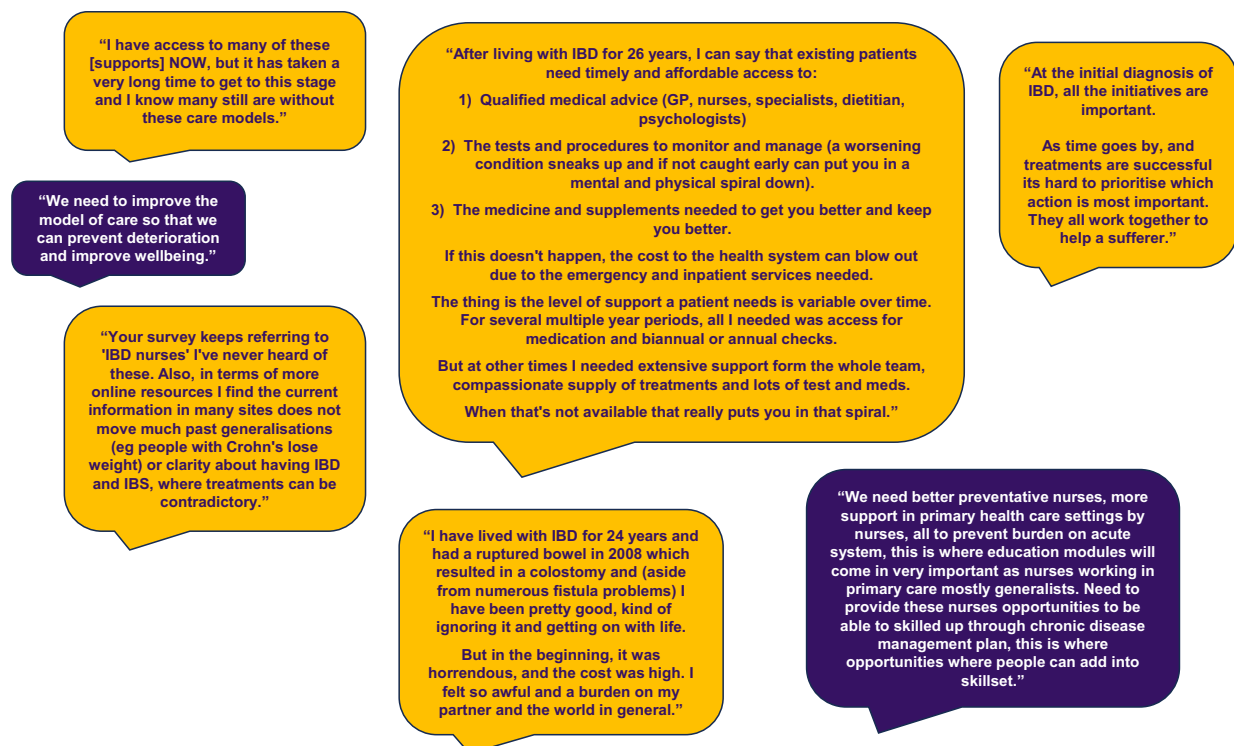 “I have access to many of these
[supports] NOW, but it has taken a
very long time to get to this stage
and I know many still are without
these care models.”
“We need to improve the
model of care so that we
can prevent deterioration
and improve wellbeing.”
“Your survey keeps referring to
'IBD nurses' I've never heard of
these. Also, in terms of more
online resources I find the current
information in many sites does not
move much past generalisations
(eg people with Crohn's lose
weight) or clarity about having IBD
and IBS, where treatments can be
contradictory.”
“After living with IBD for 26 years, I can say that existing patients
need timely and affordable access to:
1) Qualified medical advice (GP, nurses, specialists, dietitian,
psychologists)
2) The tests and procedures to monitor and manage (a worsening
condition sneaks up and if not caught early can put you in a
mental and physical spiral down).
3) The medicine and supplements needed to get you better and keep
you better.
If this doesn't happen, the cost to the health system can blow out
due to the emergency and inpatient services needed.
The thing is the level of support a patient needs is variable over time.
For several multiple year periods, all I needed was access for
medication and biannual or annual checks.
But at other times I needed extensive support form the whole team,
compassionate supply of treatments and lots of test and meds.
When that's not available that really puts you in that spiral.”
“I have lived with IBD for 24 years and
had a ruptured bowel in 2008 which
resulted in a colostomy and (aside
from numerous fistula problems) I
have been pretty good, kind of
ignoring it and getting on with life.
But in the beginning, it was
horrendous, and the cost was high. I
felt so awful and a burden on my
partner and the world in general.”
“At the initial diagnosis of
IBD, all the initiatives are
important.
As time goes by, and
treatments are successful
its hard to prioritise which
action is most important.
They all work together to
help a sufferer.”
“We need better preventative nurses, more
support in primary health care settings by
nurses, all to prevent burden on acute
system, this is where education modules will
come in very important as nurses working in
primary care mostly generalists. Need to
provide these nurses opportunities to be
able to skilled up through chronic disease
management plan, this is where
opportunities where people can add into
skillset.”